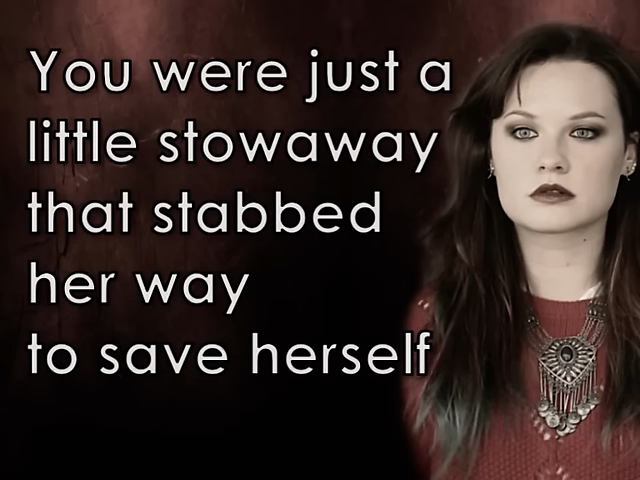 You were just a
little stowaway
that stabbed
her way
to save herself